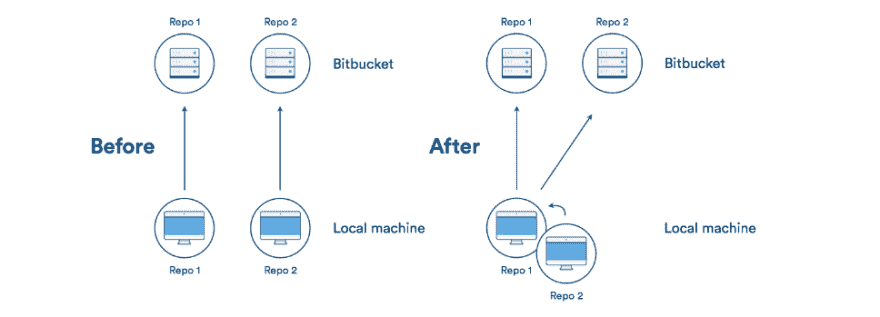 Repo 1
Repo 2
Bitbucket
Before
Local machine
Repo 1
Repo 2
Repo 1
Repo 2
Bitbucket
After
Local machine
Repo 1
Repo 2